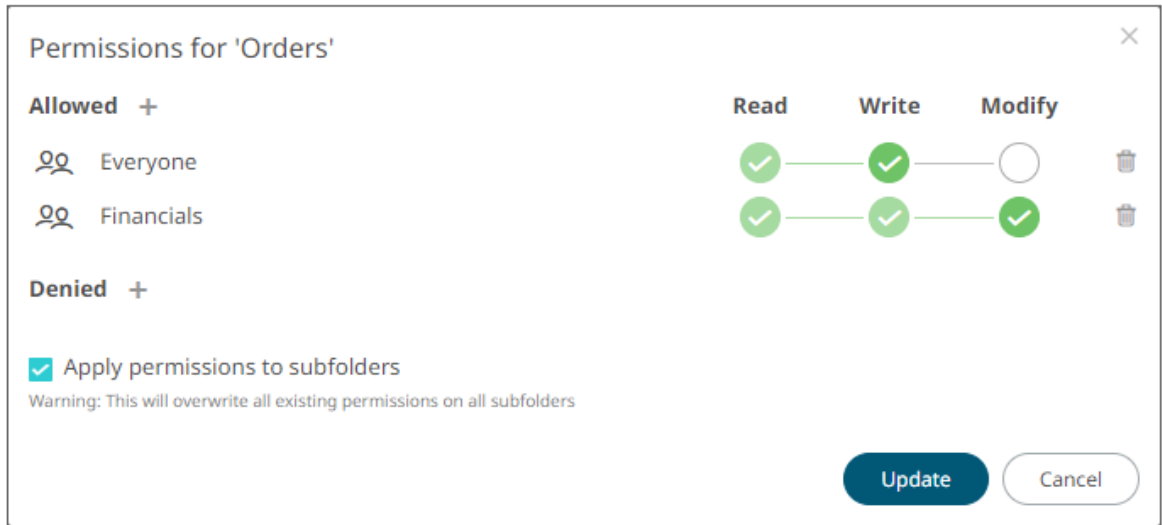 Permissions for 'Orders'
Allowed + Read Write Modify
Everyone
Financials
Denied +
Apply permissions to subfolders
Warning: This will overwrite all existing permissions on all subfolders
Update Cancel